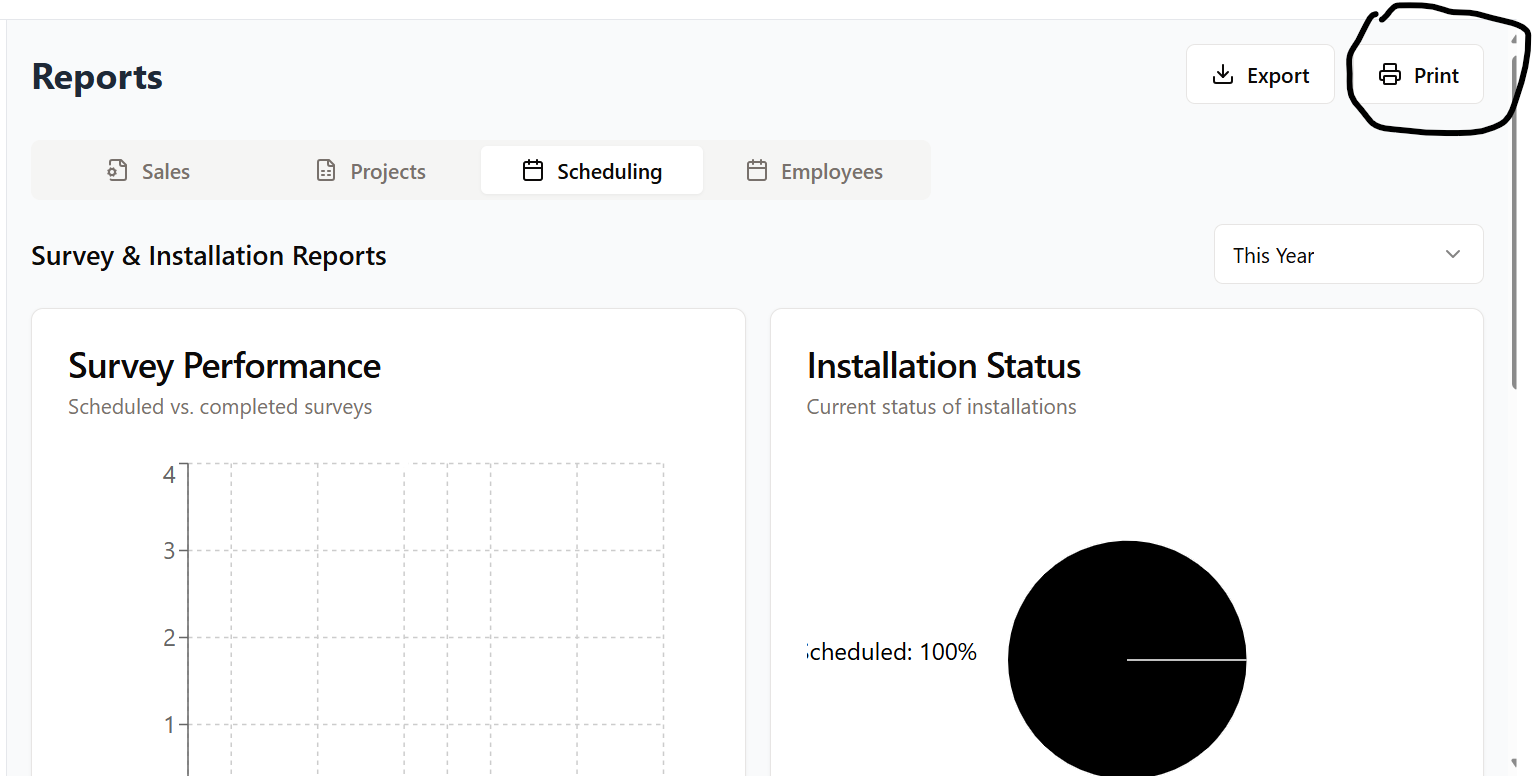 Reports
Export
Print
Sales
Projects
Scheduling
Employees
Survey & Installation Reports
This Year
Survey Performance
Scheduled vs. completed surveys
4
3
2
1
Installation Status
Current status of installations
Scheduled: 100%